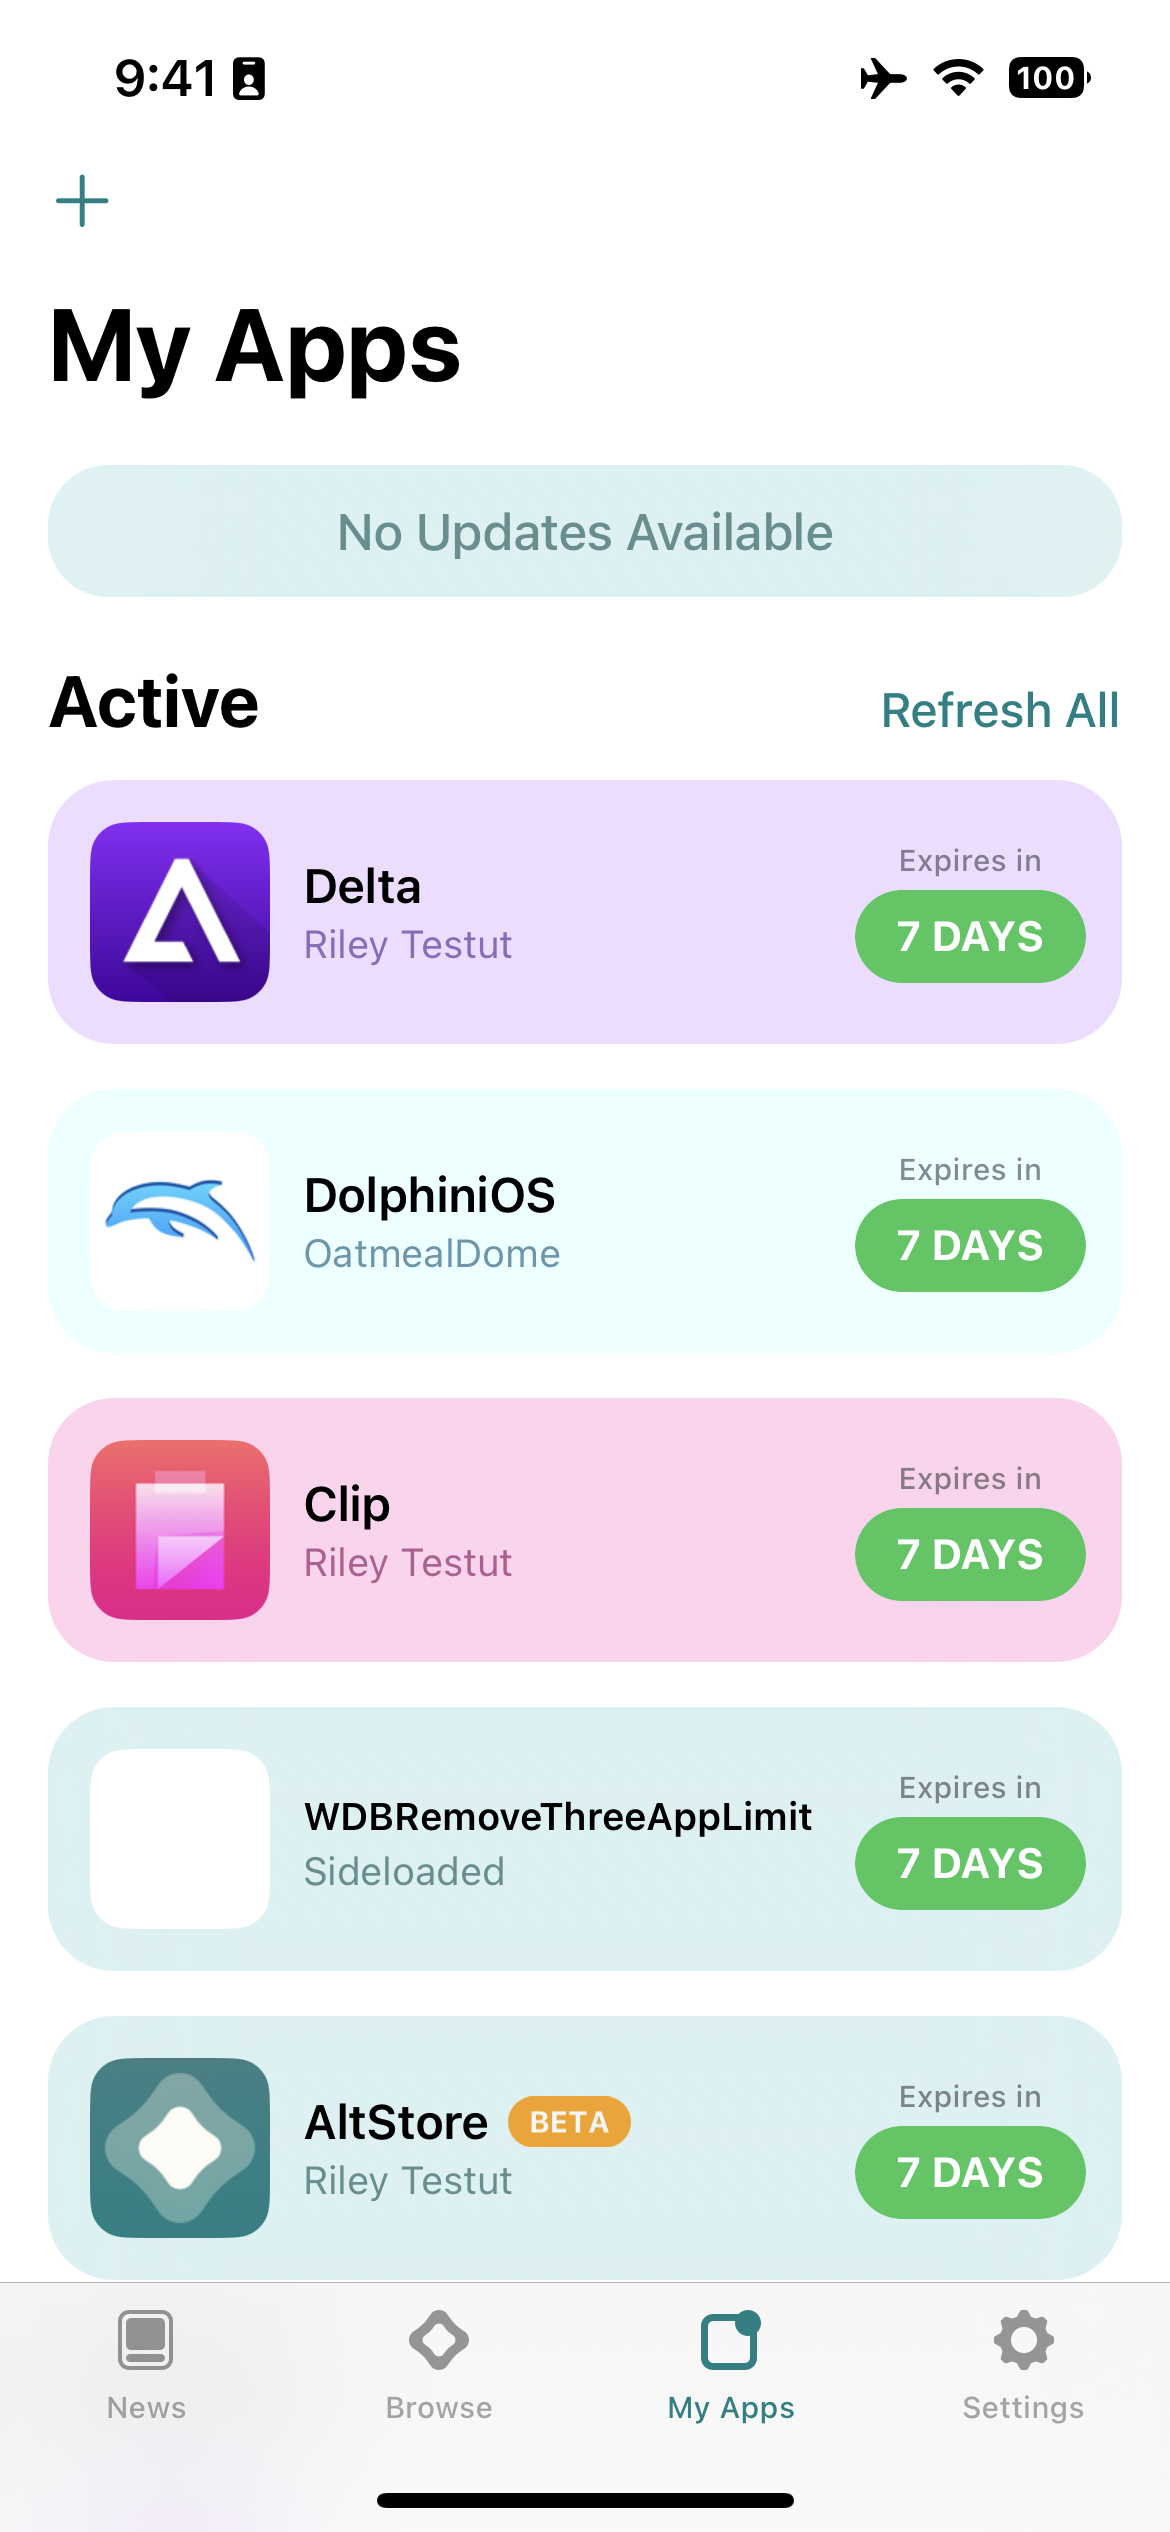 9:41
100
My Apps
No Updates Available
Active
Refresh All
Delta
Riley Testut
Expires in
7 DAYS
DolphiniOS
OatmealDome
Expires in
7 DAYS
Clip
Riley Testut
Expires in
7 DAYS
WDBRemoveThreeAppLimit
Sideloaded
Expires in
7 DAYS
AltStore BETA
Riley Testut
Expires in
7 DAYS
News
Browse
My Apps
Settings